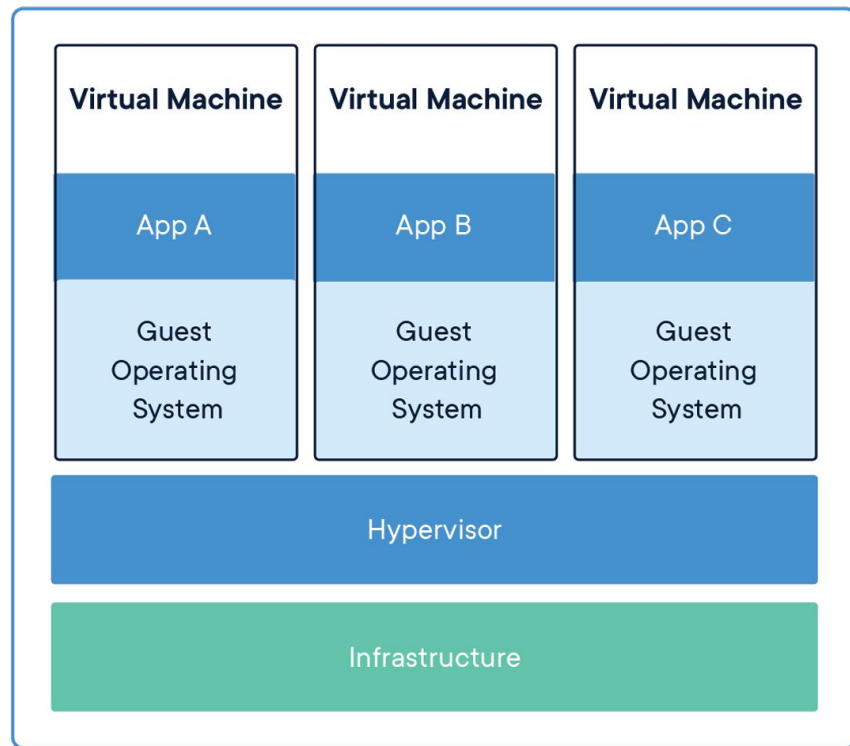 Virtual Machine
App A
Guest
Operating
System
Virtual Machine
App B
Guest
Operating
System
Virtual Machine
App C
Guest
Operating
System
Hypervisor
Infrastructure